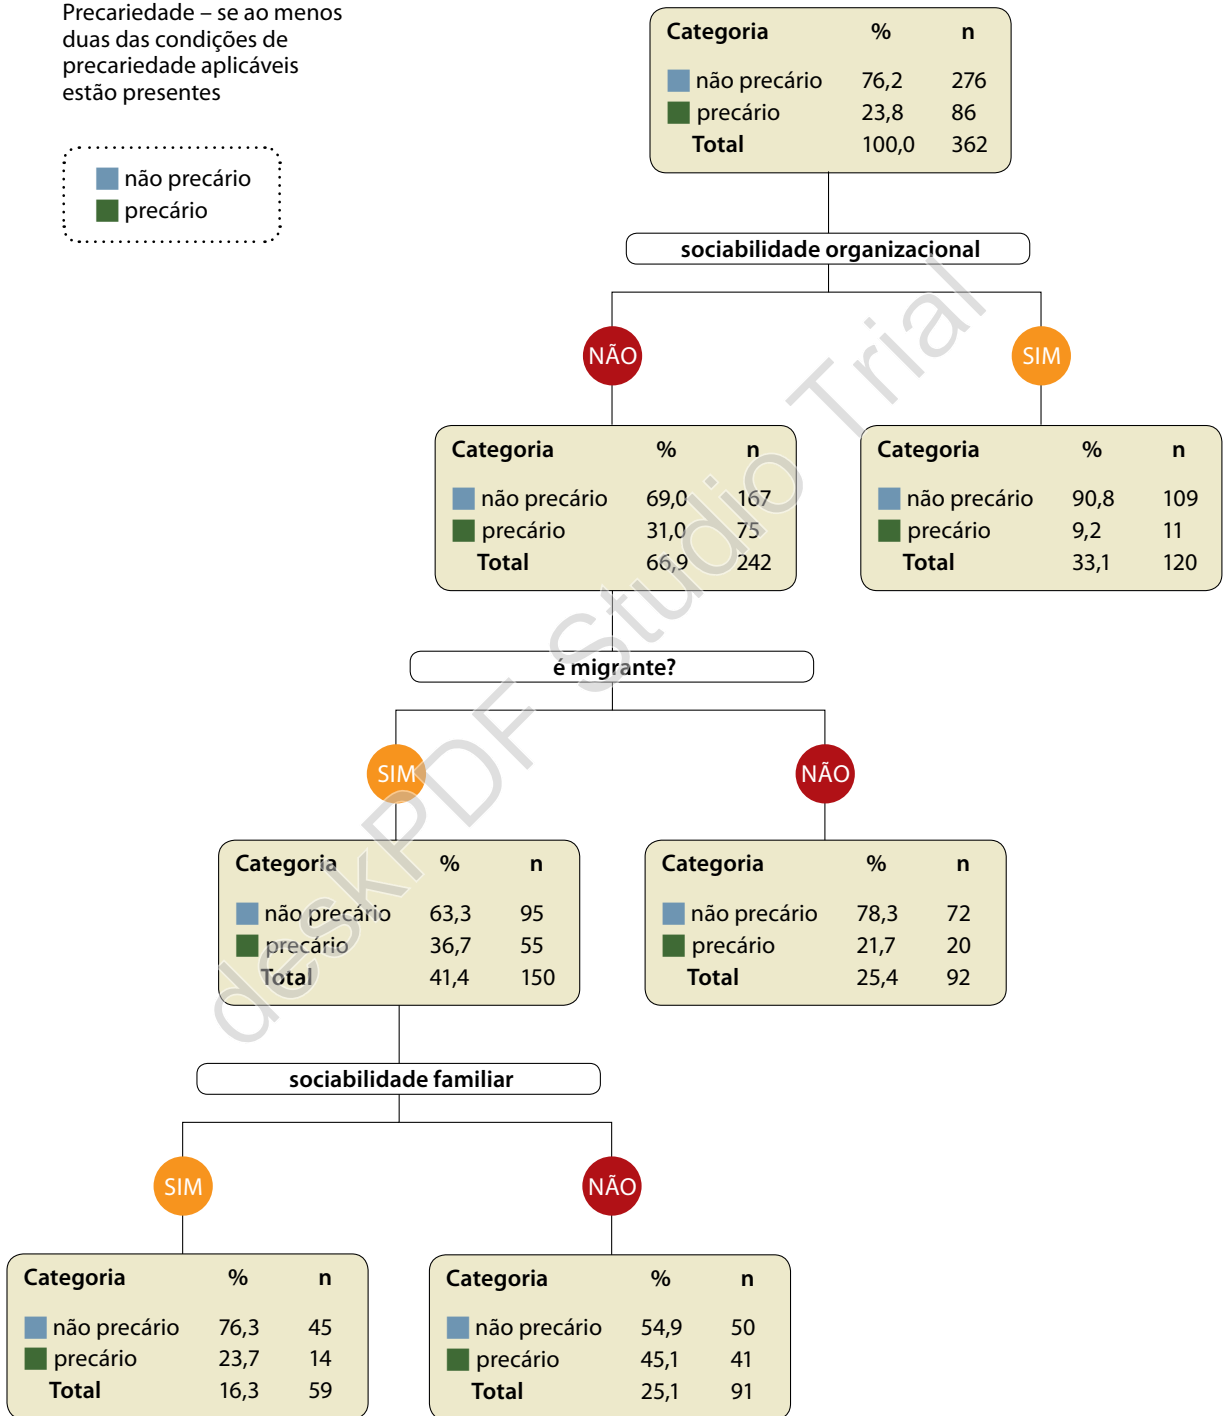 Precariedade – se ao menos
duas das condições de
precariedade aplicáveis
estão presentes
não precário
precário
Categoria % n
não precário 76,2 276
precário 23,8 86
Total 100,0 362
sociabilidade organizacional
NÃO
SIM
Categoria % n
não precário 69,0 167
precário 31,0 75
Total 66,9 242
Categoria % n
não precário 90,8 109
precário 9,2 11
Total 33,1 120
é migrante?
SIM
NÃO
Categoria % n
não precário 63,3 95
precário 36,7 55
Total 41,4 150
Categoria % n
não precário 78,3 72
precário 21,7 20
Total 25,4 92
sociabilidade familiar
SIM
NÃO
Categoria % n
não precário 76,3 45
precário 23,7 14
Total 16,3 59
Categoria % n
não precário 54,9 50
precário 45,1 41
Total 25,1 91
deskPDF Studio Trial